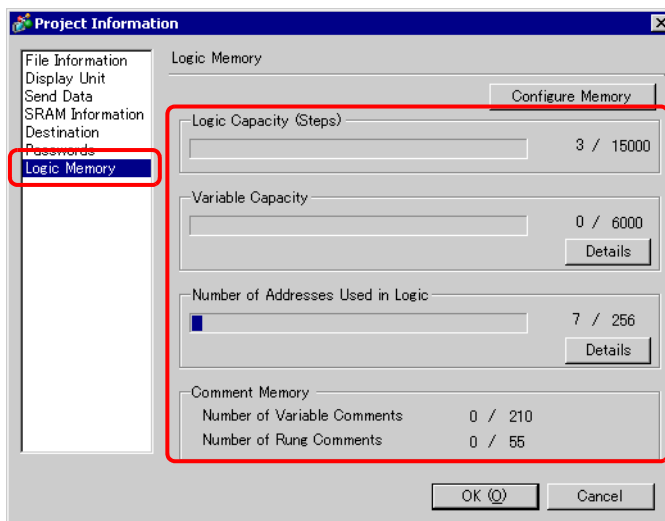 Project Information
File Information
Display Unit
Send Data
SRAM Information
Destination
Passwords
Logic Memory
Logic Memory
Configure Memory
Logic Capacity (Steps)
3 / 15000
Variable Capacity
0 / 6000
Details
Number of Addresses Used in Logic
7 / 256
Details
Comment Memory
Number of Variable Comments 0 / 210
Number of Rung Comments 0 / 55
OK (O) Cancel